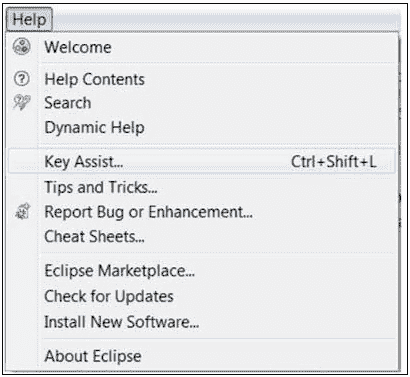 Help
Welcome
Help Contents
Search
Dynamic Help
Key Assist... Ctrl+Shift+L
Tips and Tricks...
Report Bug or Enhancement...
Cheat Sheets...
Eclipse Marketplace...
Check for Updates
Install New Software...
About Eclipse